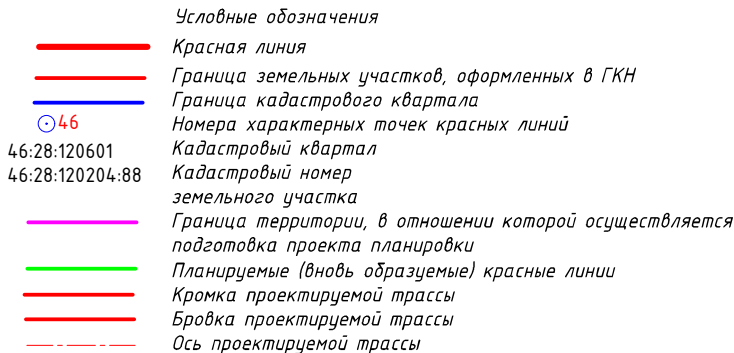 Условные обозначения
Красная линия
Граница земельных участков, оформленных в ГКН
Граница кадастрового квартала
46 Номера характерных точек красных линий
46:28:120601 Кадастровый квартал
46:28:120204:88 Кадастровый номер
земельного участка
Граница территории, в отношении которой осуществляется
подготовка проекта планировки
Планируемые (вновь образуемые) красные линии
Кромка проектируемой трассы
Бровка проектируемой трассы
Ось проектируемой трассы